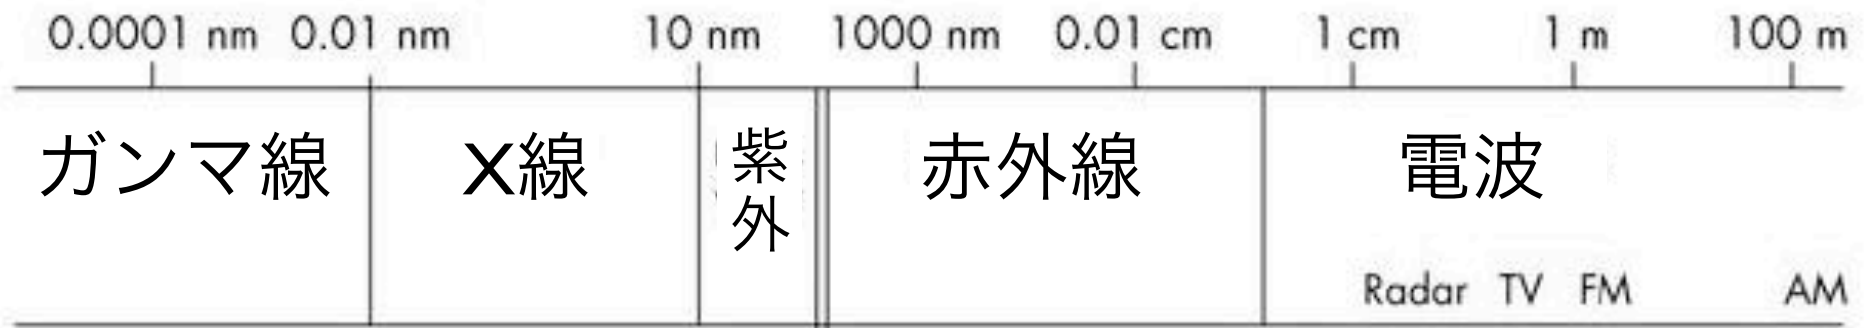 0.0001 nm 0.01 nm 10 nm 1000 nm 0.01 cm 1 cm 1 m 100 m
ガンマ線 X線 紫外 赤外線 電波
Radar TV FM AM